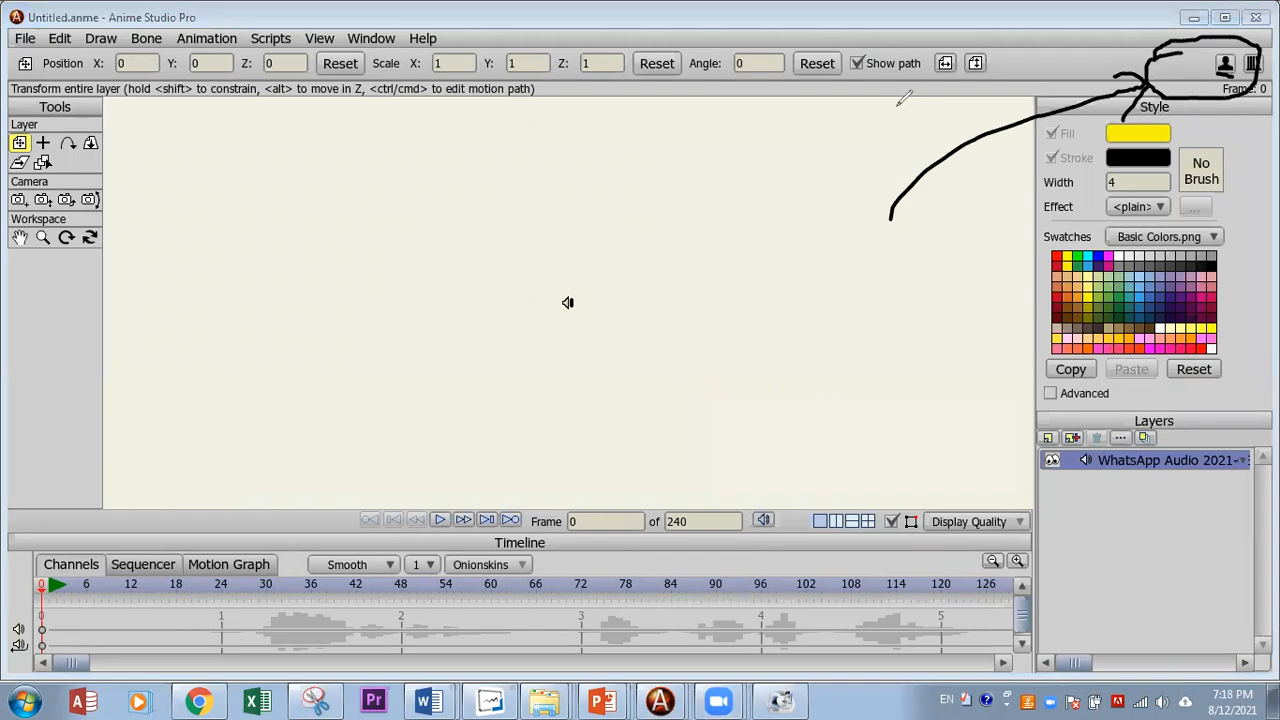 Untitled.anme - Anime Studio Pro
File Edit Draw Bone Animation Scripts View Window Help
Position X: 0 Y: 0 Z: 0 Reset Scale X: 1 Y: 1 Z: 1 Reset Angle: 0 Reset Show path
Transform entire layer (hold <shift> to constrain, <alt> to move in Z, <ctrl/cmd> to edit motion path) Frame: 0
Tools
Layer
Camera
Workspace
Style
Fill
Stroke
No Brush
Width 4
Effect <plain> ...
Swatches Basic Colors.png
Copy Paste Reset
Advanced
Layers
...
WhatsApp Audio 2021-
Frame 0 of 240 Display Quality
Timeline
Channels Sequencer Motion Graph Smooth 1 Onionskins
0 6 12 18 24 30 36 42 48 54 60 66 72 78 84 90 96 102 108 114 120 126
0 1 2 3 4 5
EN 7:18 PM
8/12/2021